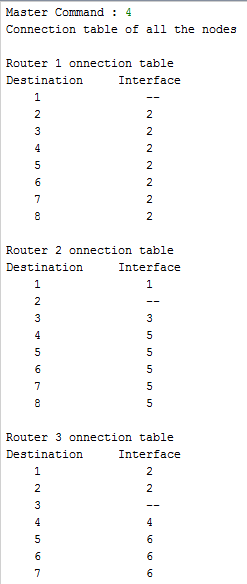 Master Command : 4
Connection table of all the nodes
Router 1 onnection table
Destination Interface
1 --
2 2
3 2
4 2
5 2
6 2
7 2
8 2
Router 2 onnection table
Destination Interface
1 1
2 --
3 3
4 5
5 5
6 5
7 5
8 5
Router 3 onnection table
Destination Interface
1 2
2 2
3 --
4 4
5 6
6 6
7 6